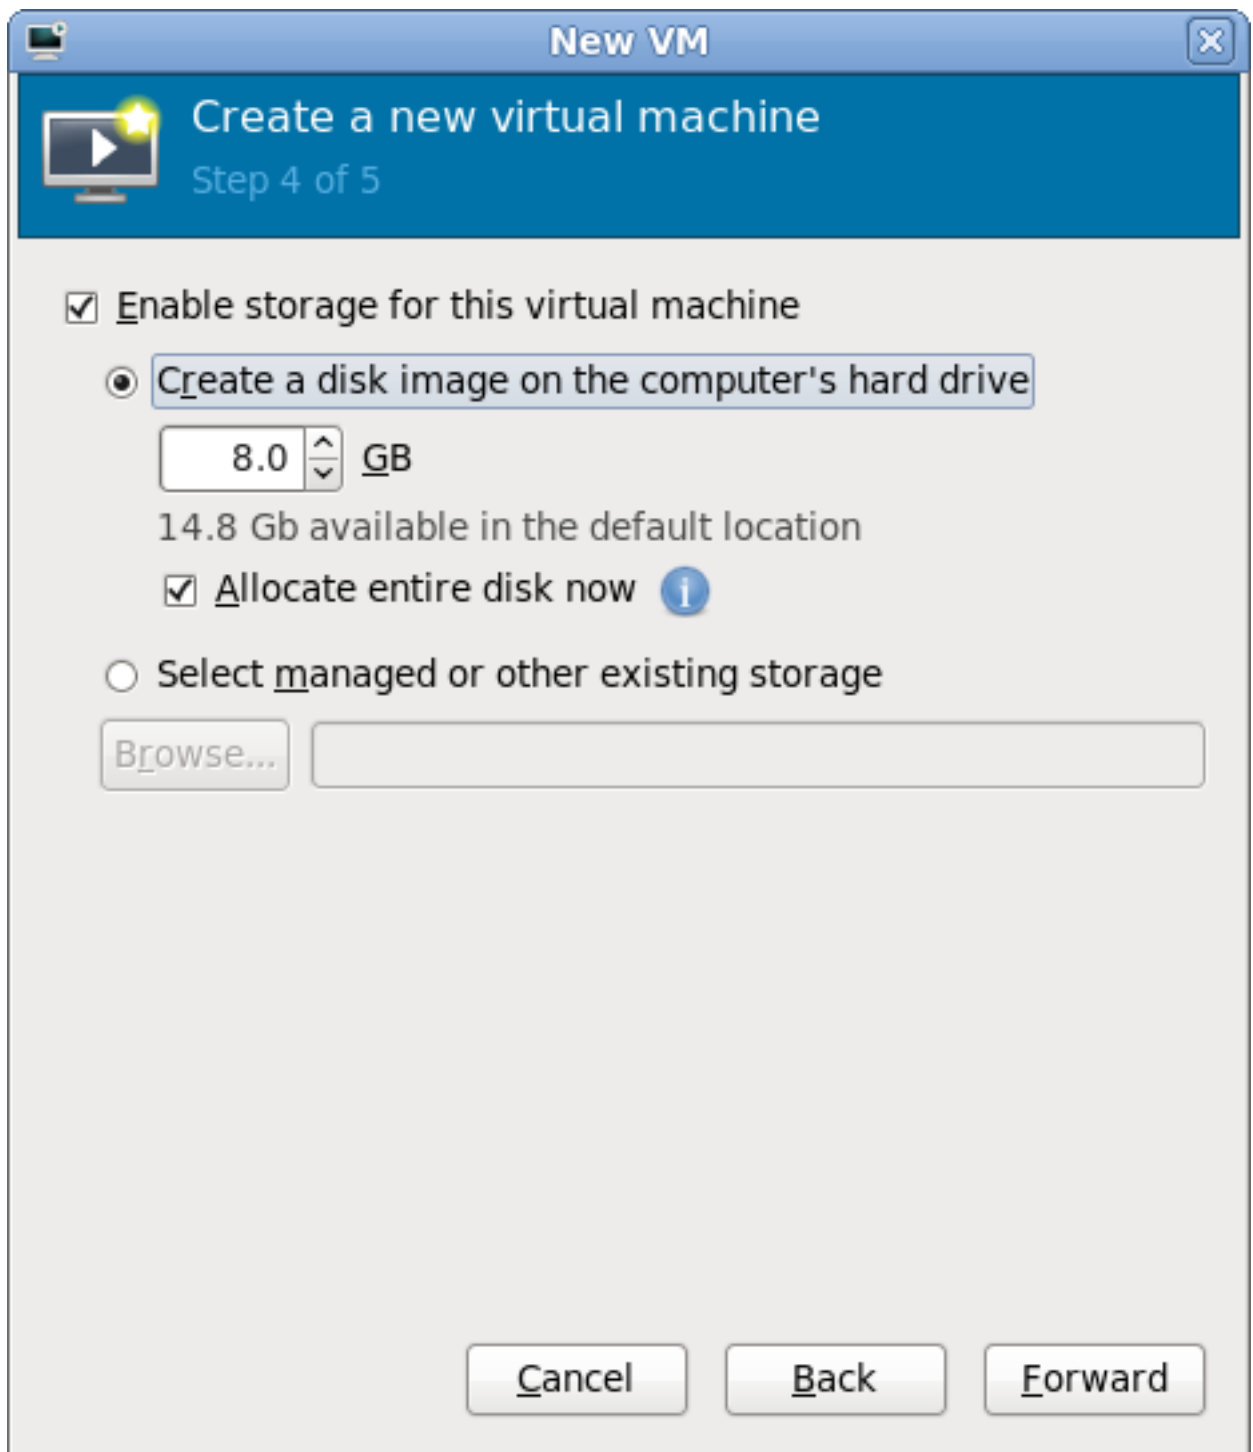 New VM
Create a new virtual machine
Step 4 of 5
Enable storage for this virtual machine
Create a disk image on the computer's hard drive
8.0 GB
14.8 Gb available in the default location
Allocate entire disk now
Select managed or other existing storage
Browse...
Cancel Back Forward